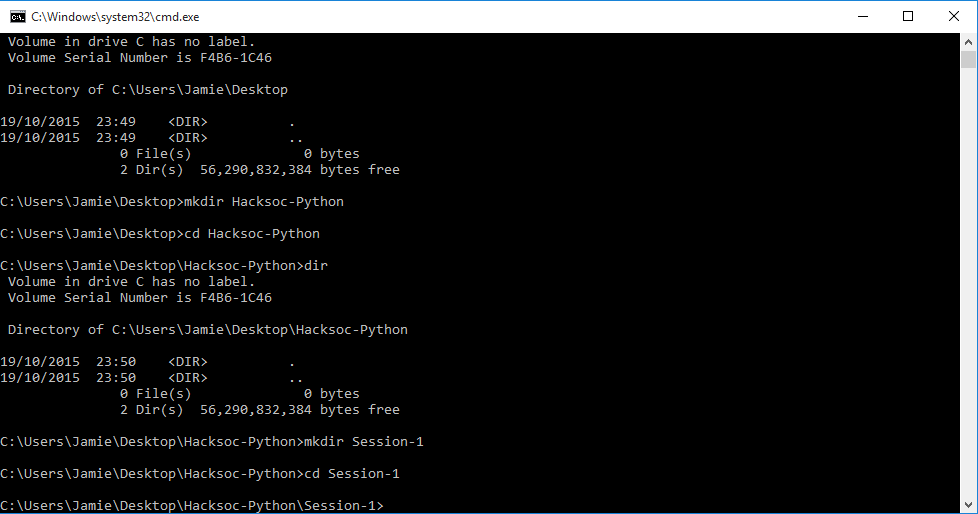 C:\Windows\system32\cmd.exe
 Volume in drive C has no label.
 Volume Serial Number is F4B6-1C46

 Directory of C:\Users\Jamie\Desktop

19/10/2015  23:49    <DIR>          .
19/10/2015  23:49    <DIR>          ..
               0 File(s)              0 bytes
               2 Dir(s)  56,290,832,384 bytes free

C:\Users\Jamie\Desktop>mkdir Hacksoc-Python

C:\Users\Jamie\Desktop>cd Hacksoc-Python

C:\Users\Jamie\Desktop\Hacksoc-Python>dir
 Volume in drive C has no label.
 Volume Serial Number is F4B6-1C46

 Directory of C:\Users\Jamie\Desktop\Hacksoc-Python

19/10/2015  23:50    <DIR>          .
19/10/2015  23:50    <DIR>          ..
               0 File(s)              0 bytes
               2 Dir(s)  56,290,832,384 bytes free

C:\Users\Jamie\Desktop\Hacksoc-Python>mkdir Session-1

C:\Users\Jamie\Desktop\Hacksoc-Python>cd Session-1

C:\Users\Jamie\Desktop\Hacksoc-Python\Session-1>